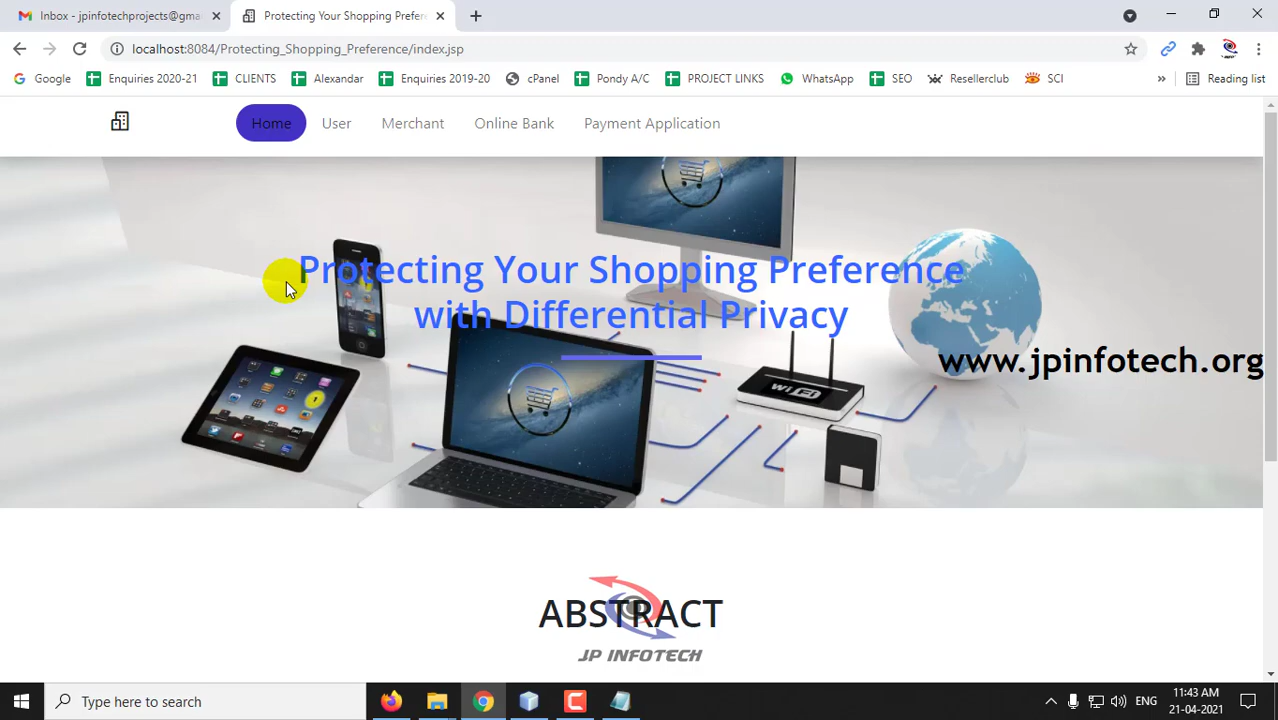 Inbox - jpinfotechprojects@gma
Protecting Your Shopping Prefere
localhost:8084/Protecting_Shopping_Preference/index.jsp
Google
Enquiries 2020-21
CLIENTS
Alexandar
Enquiries 2019-20
cPanel
Pondy A/C
PROJECT LINKS
WhatsApp
SEO
Resellerclub
SCI
»
Reading list
Home
User
Merchant
Online Bank
Payment Application
Protecting Your Shopping Preference
with Differential Privacy
www.jpinfotech.org
WiFi
ABSTRACT
JP INFOTECH
Type here to search
ENG
11:43 AM
21-04-2021